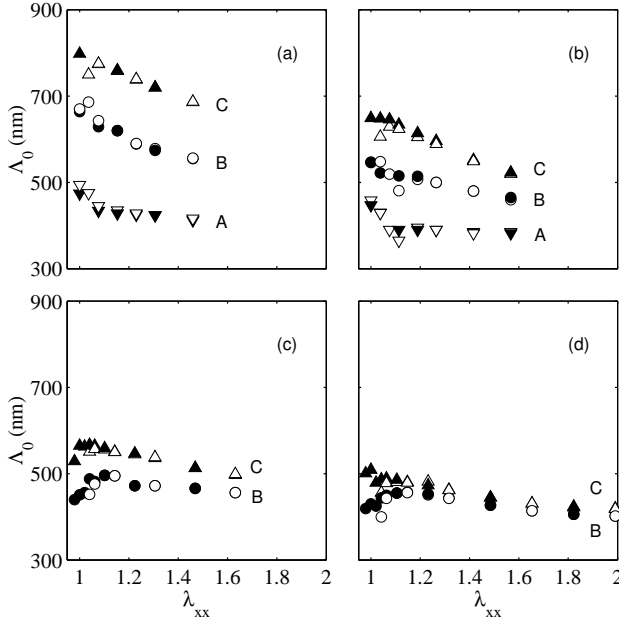 900
700
500
300
Λ₀ (nm)
(a)
C
B
A
(b)
C
B
A
900
700
500
300
Λ₀ (nm)
1 1.2 1.4 1.6 1.8 2
λxx
(c)
C
B
(d)
C
B
1 1.2 1.4 1.6 1.8 2
λxx